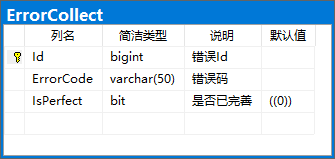 ErrorCollect
列名 简洁类型 说明 默认值
Id bigint 错误Id
ErrorCode varchar(50) 错误码
IsPerfect bit 是否已完善 ((0))